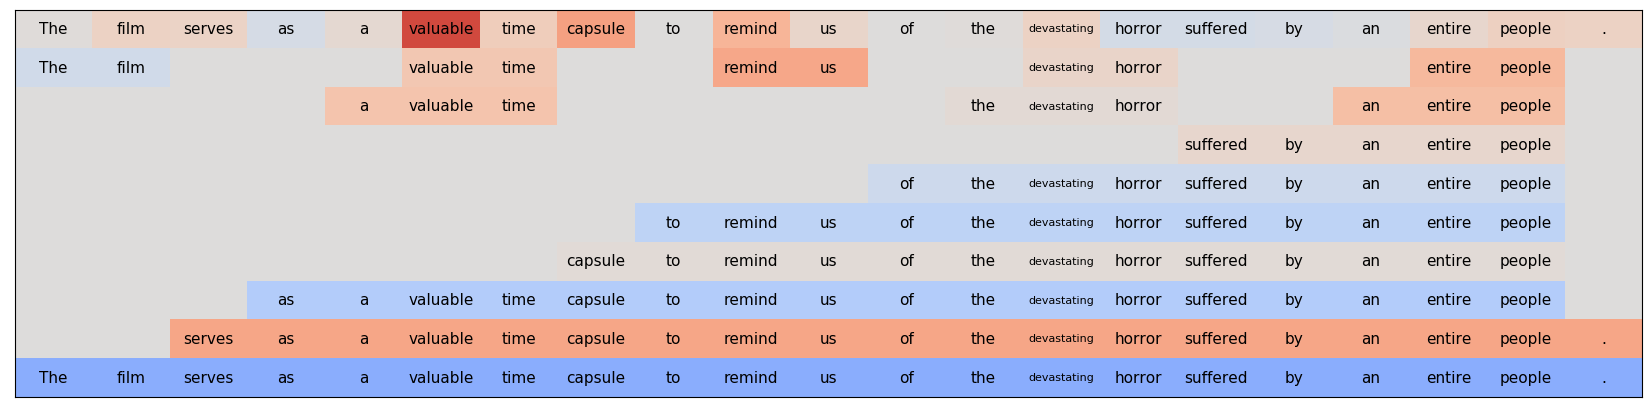 The film serves as a valuable time capsule to remind us of the devastating horror suffered by an entire people .
The film valuable time remind us devastating horror entire people
a valuable time the devastating horror an entire people
suffered by an entire people
of the devastating horror suffered by an entire people
to remind us of the devastating horror suffered by an entire people
capsule to remind us of the devastating horror suffered by an entire people
as a valuable time capsule to remind us of the devastating horror suffered by an entire people
serves as a valuable time capsule to remind us of the devastating horror suffered by an entire people .
The film serves as a valuable time capsule to remind us of the devastating horror suffered by an entire people .